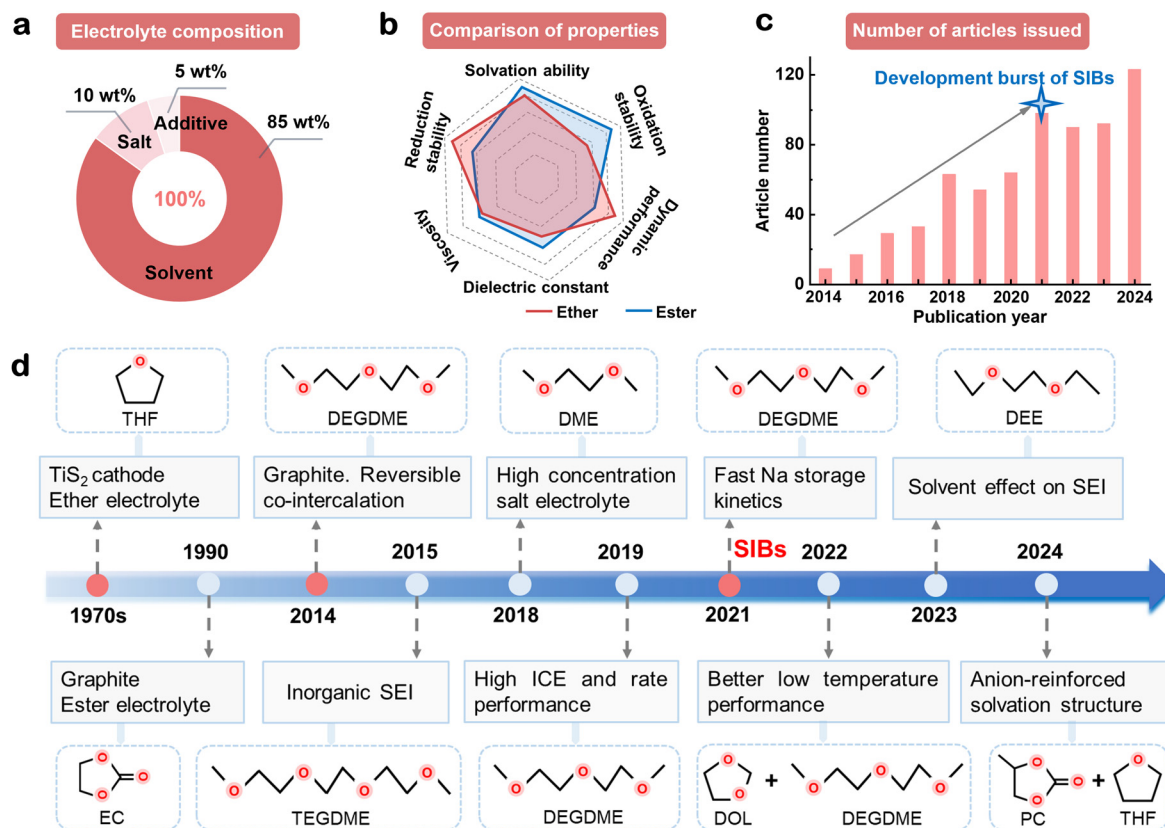 a
Electrolyte composition
5 wt%
10 wt%
Additive
Salt
85 wt%
100%
Solvent
b
Comparison of properties
Solvation ability
Oxidation
stability
Reduction
stability
Dynamic
performance
Viscosity
Dielectric constant
Ether
Ester
c
Number of articles issued
Development burst of SIBs
Article number
120
80
40
0
2014
2016
2018
2020
2022
2024
Publication year
d
O
THF
O
O
O
DEGDME
O
O
DME
O
O
O
DEGDME
O
O
DEE
TiS2 cathode
Ether electrolyte
Graphite. Reversible
co-intercalation
High concentration
salt electrolyte
Fast Na storage
kinetics
Solvent effect on SEI
1990
2015
2019
SIBs
2022
2024
1970s
2014
2018
2021
2023
Graphite
Ester electrolyte
Inorganic SEI
High ICE and rate
performance
Better low temperature
performance
Anion-reinforced
solvation structure
O
O
O
EC
O
O
O
O
TEGDME
O
O
O
DEGDME
O
O
DOL
+
O
O
O
DEGDME
O
O
O
PC
+
O
THF